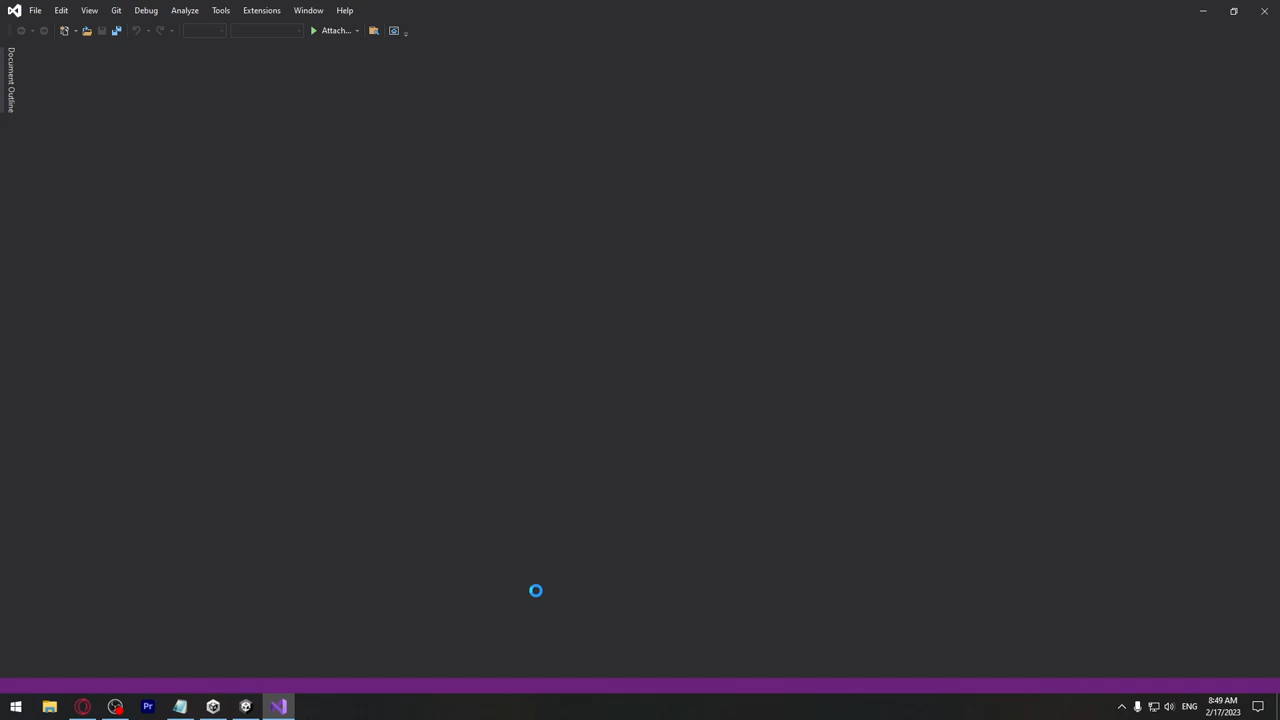 File Edit View Git Debug Analyze Tools Extensions Window Help
Attach...
Document Outline
Pr
ENG
8:49 AM
2/17/2023